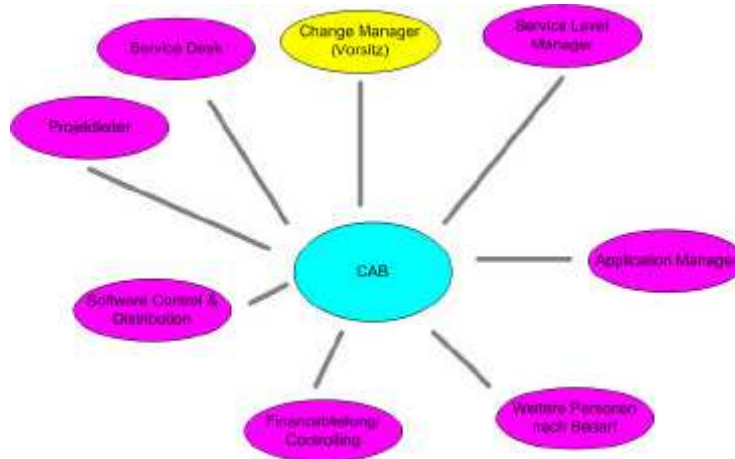 Change Manager
(Vorsitz)
Service Level
Manager
Service Desk
Projektleiter
CAB
Application Manager
Software Control &
Distribution
Finanzabteilung/
Controlling
Weitere Personen
nach Bedarf